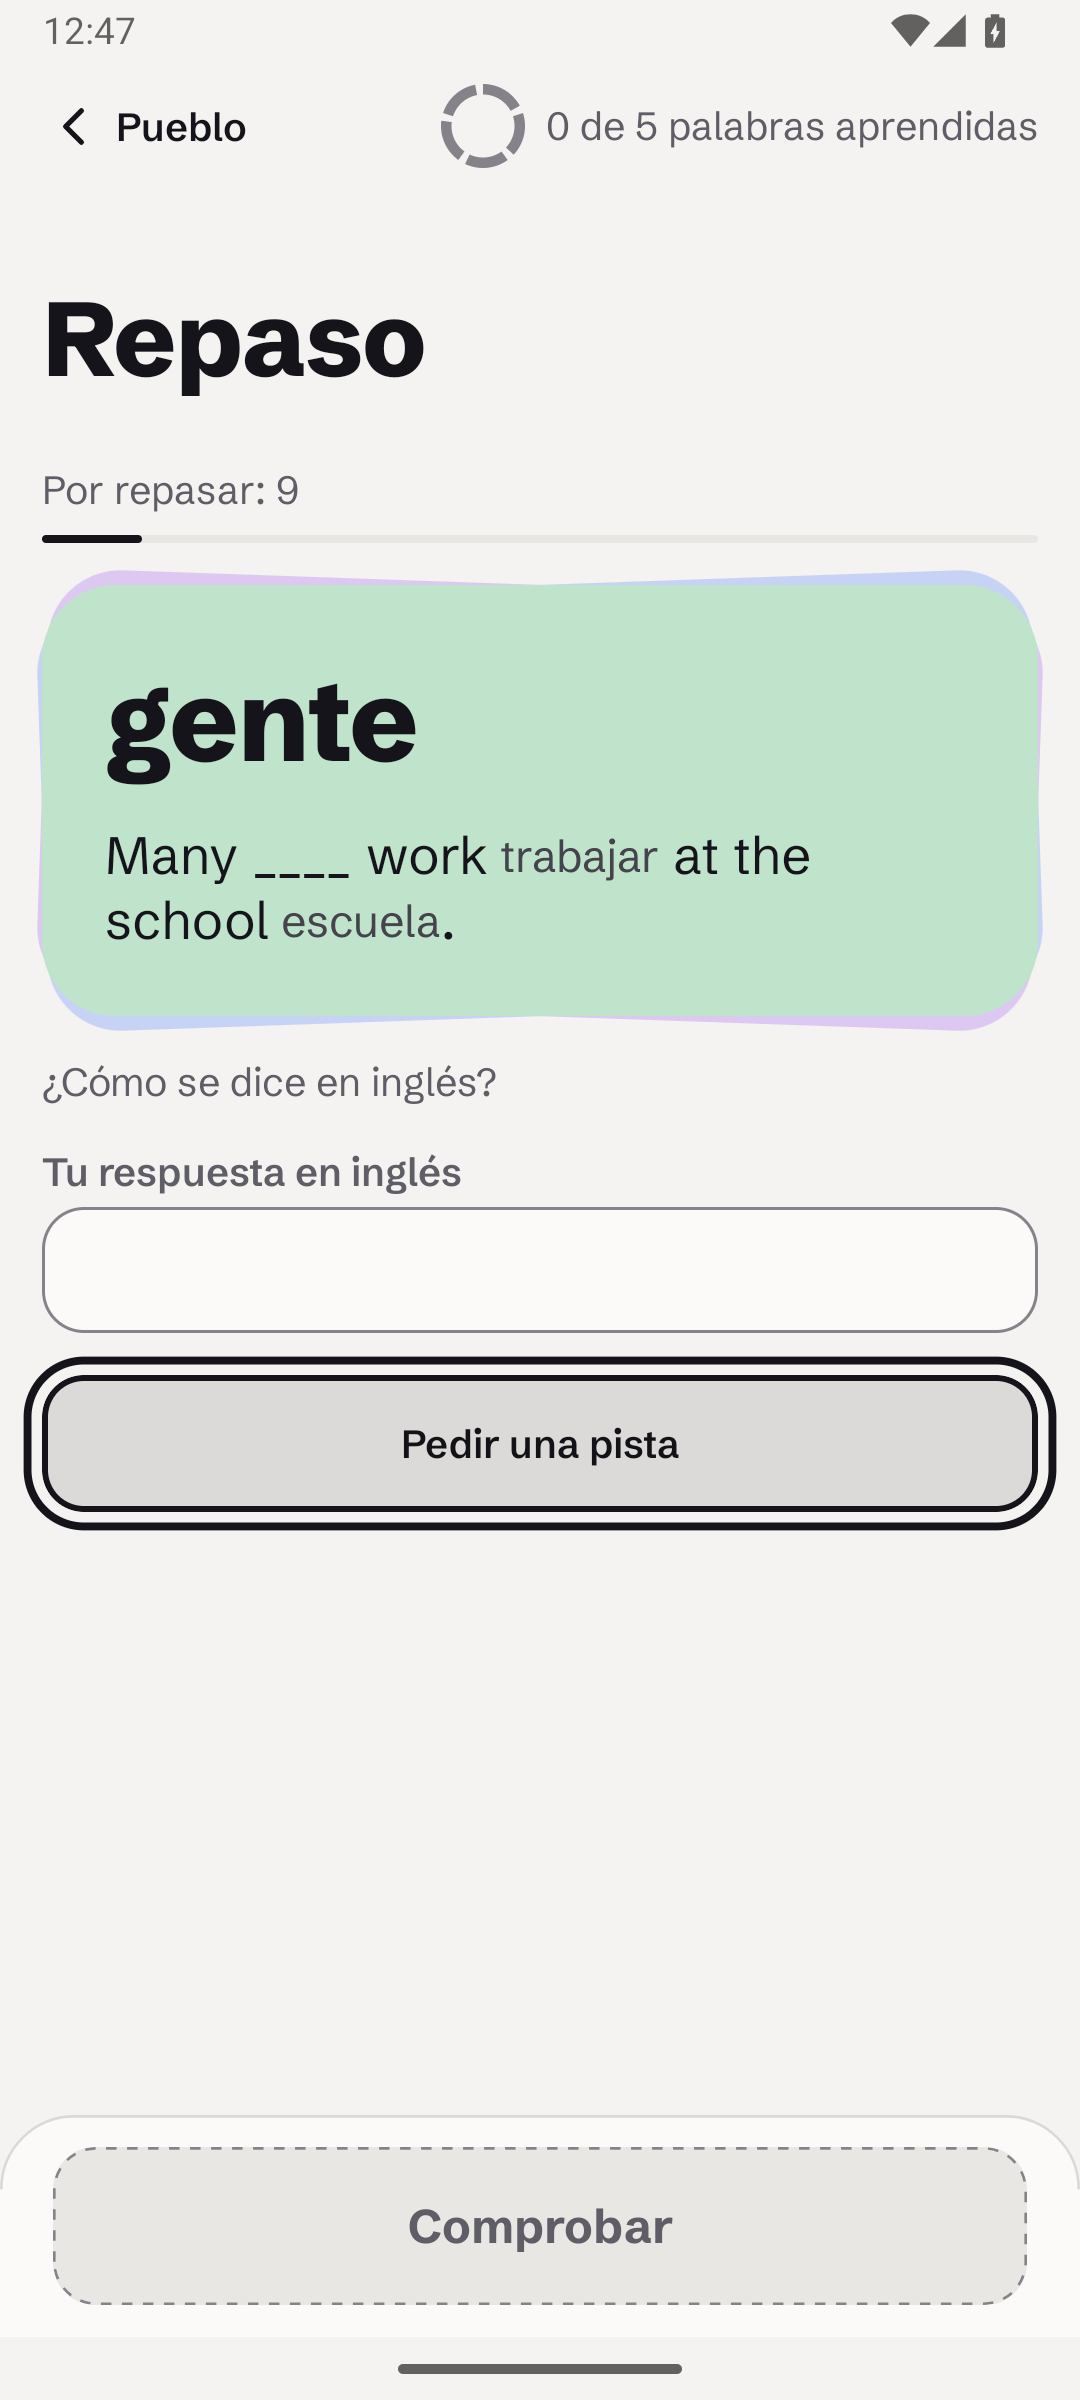 12:47
Pueblo
0 de 5 palabras aprendidas
Repaso
Por repasar: 9
gente
Many ____ work trabajar at the
school escuela.
¿Cómo se dice en inglés?
Tu respuesta en inglés
Pedir una pista
Comprobar